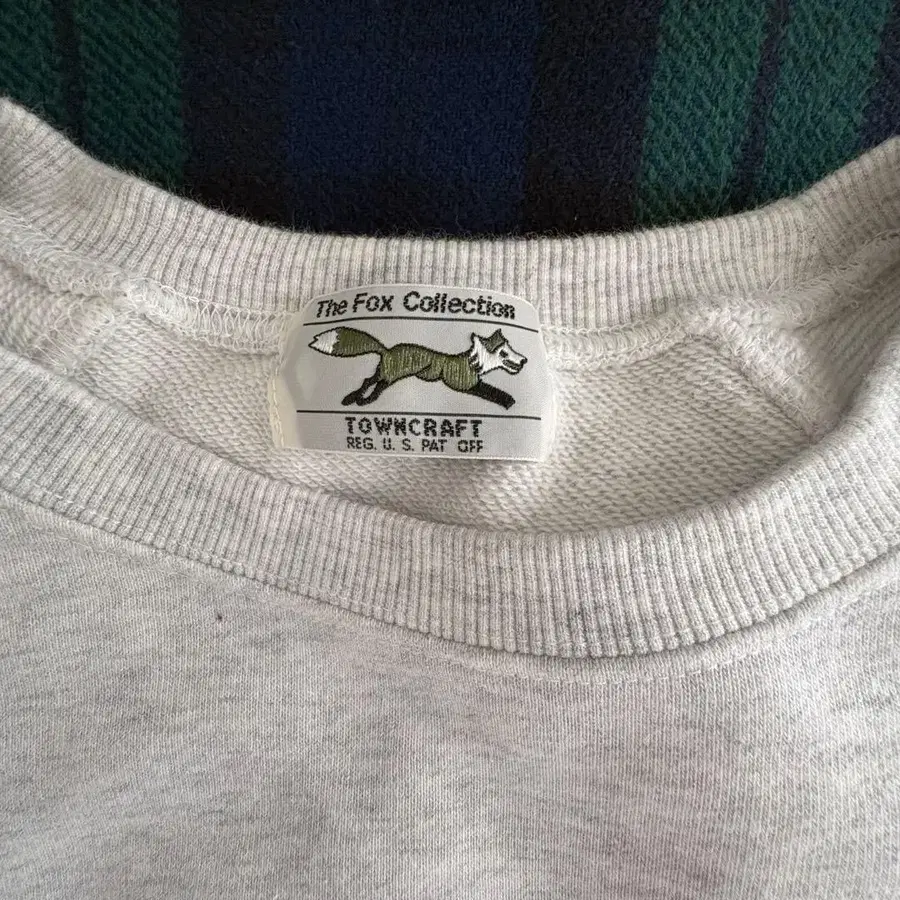 The Fox Collection
TOWNCRAFT
REG. U. S. PAT OFF